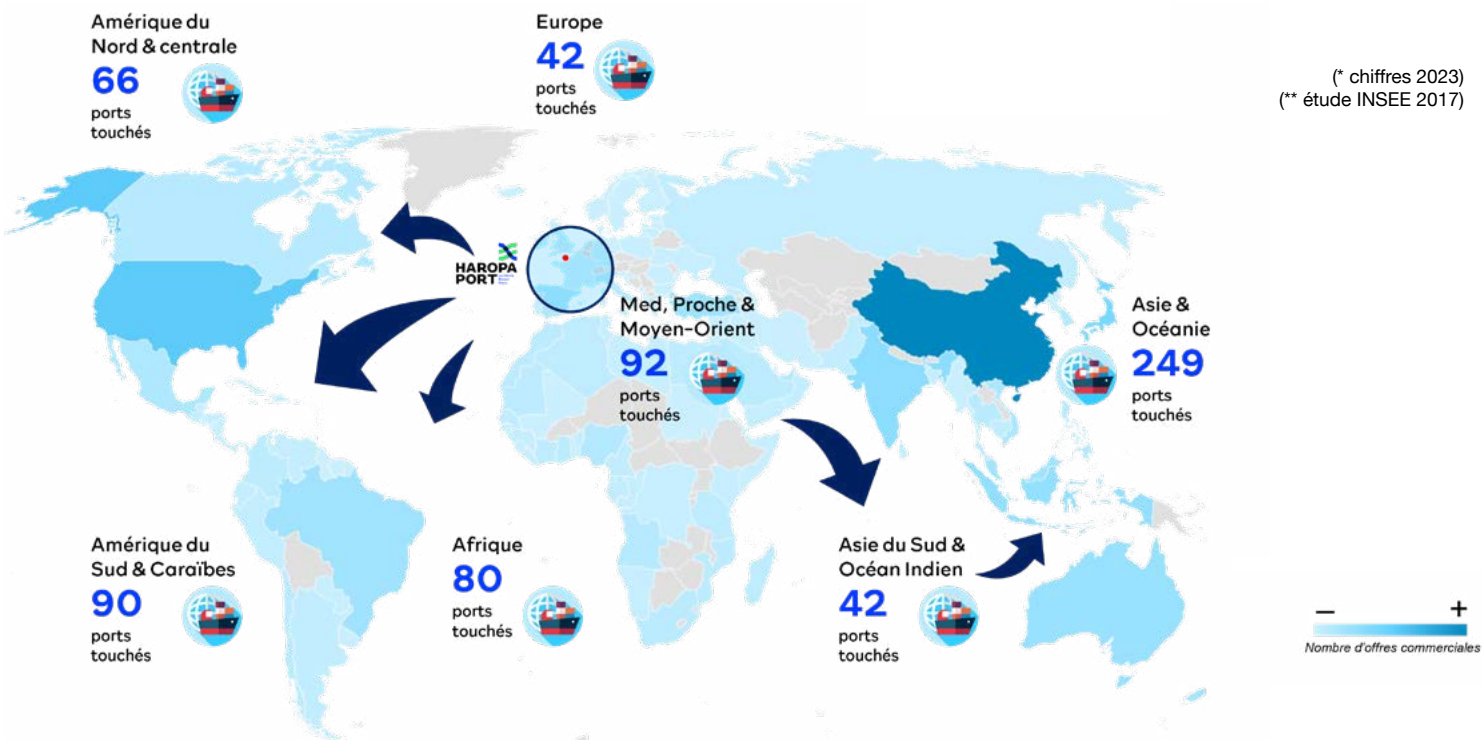 Amérique du
Nord & centrale
66
ports
touchés
Europe
42
ports
touchés
(* chiffres 2023)
(** étude INSEE 2017)
HAROPA
PORT
Med, Proche &
Moyen-Orient
92
ports
touchés
Asie &
Océanie
249
ports
touchés
Amérique du
Sud & Caraïbes
90
ports
touchés
Afrique
80
ports
touchés
Asie du Sud &
Océan Indien
42
ports
touchés
– +
Nombre d'offres commerciales